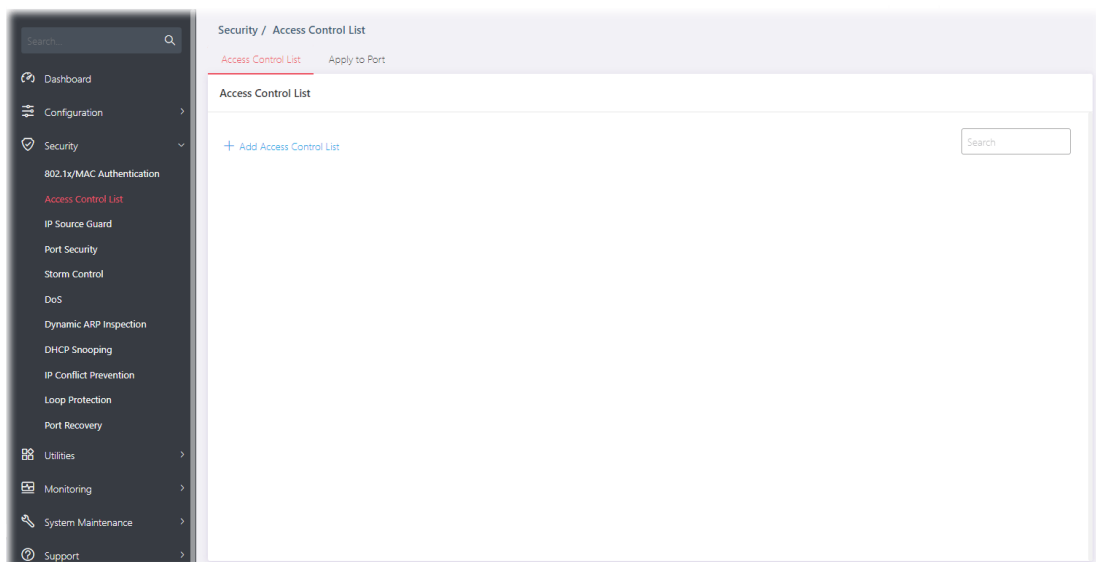 Search...
Dashboard
Configuration
Security
802.1x/MAC Authentication
Access Control List
IP Source Guard
Port Security
Storm Control
DoS
Dynamic ARP Inspection
DHCP Snooping
IP Conflict Prevention
Loop Protection
Port Recovery
Utilities
Monitoring
System Maintenance
Support
Security / Access Control List
Access Control List Apply to Port
Access Control List
+ Add Access Control List Search